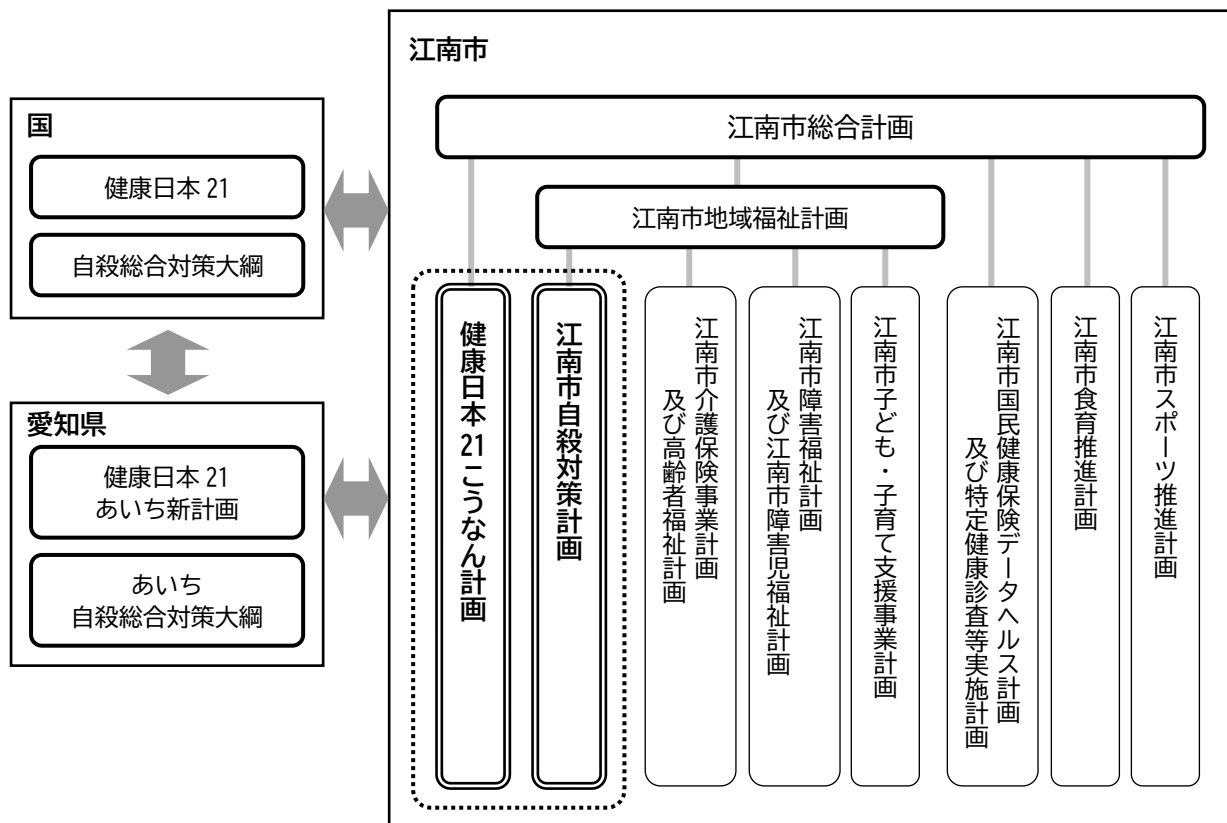 江南市
江南市総合計画
国
健康日本 21
自殺総合対策大綱
江南市地域福祉計画
愛知県
健康日本 21
あいち新計画
あいち
自殺総合対策大綱
健康日本21こうなん計画
江南市自殺対策計画
江南市介護保険事業計画
及び高齢者福祉計画
江南市障害福祉計画
及び江南市障害児福祉計画
江南市子ども・子育て支援事業計画
江南市国民健康保険データヘルス計画
及び特定健康診査等実施計画
江南市食育推進計画
江南市スポーツ推進計画